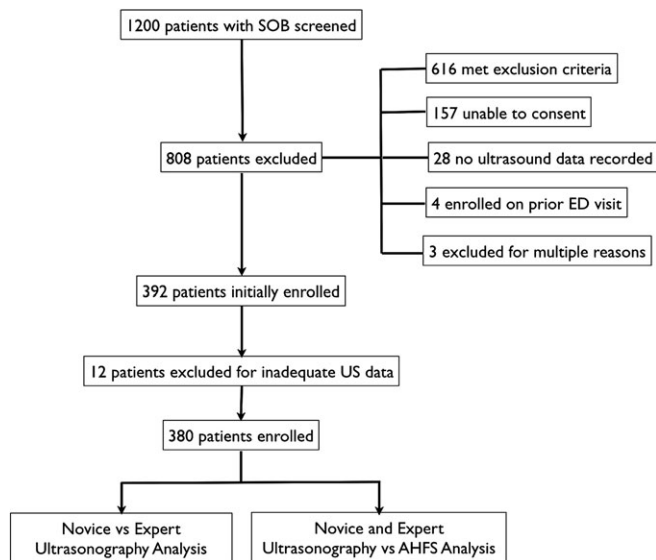 1200 patients with SOB screened
616 met exclusion criteria
157 unable to consent
808 patients excluded
28 no ultrasound data recorded
4 enrolled on prior ED visit
3 excluded for multiple reasons
392 patients initially enrolled
12 patients excluded for inadequate US data
380 patients enrolled
Novice vs Expert
Ultrasonography Analysis
Novice and Expert
Ultrasonography vs AHFS Analysis